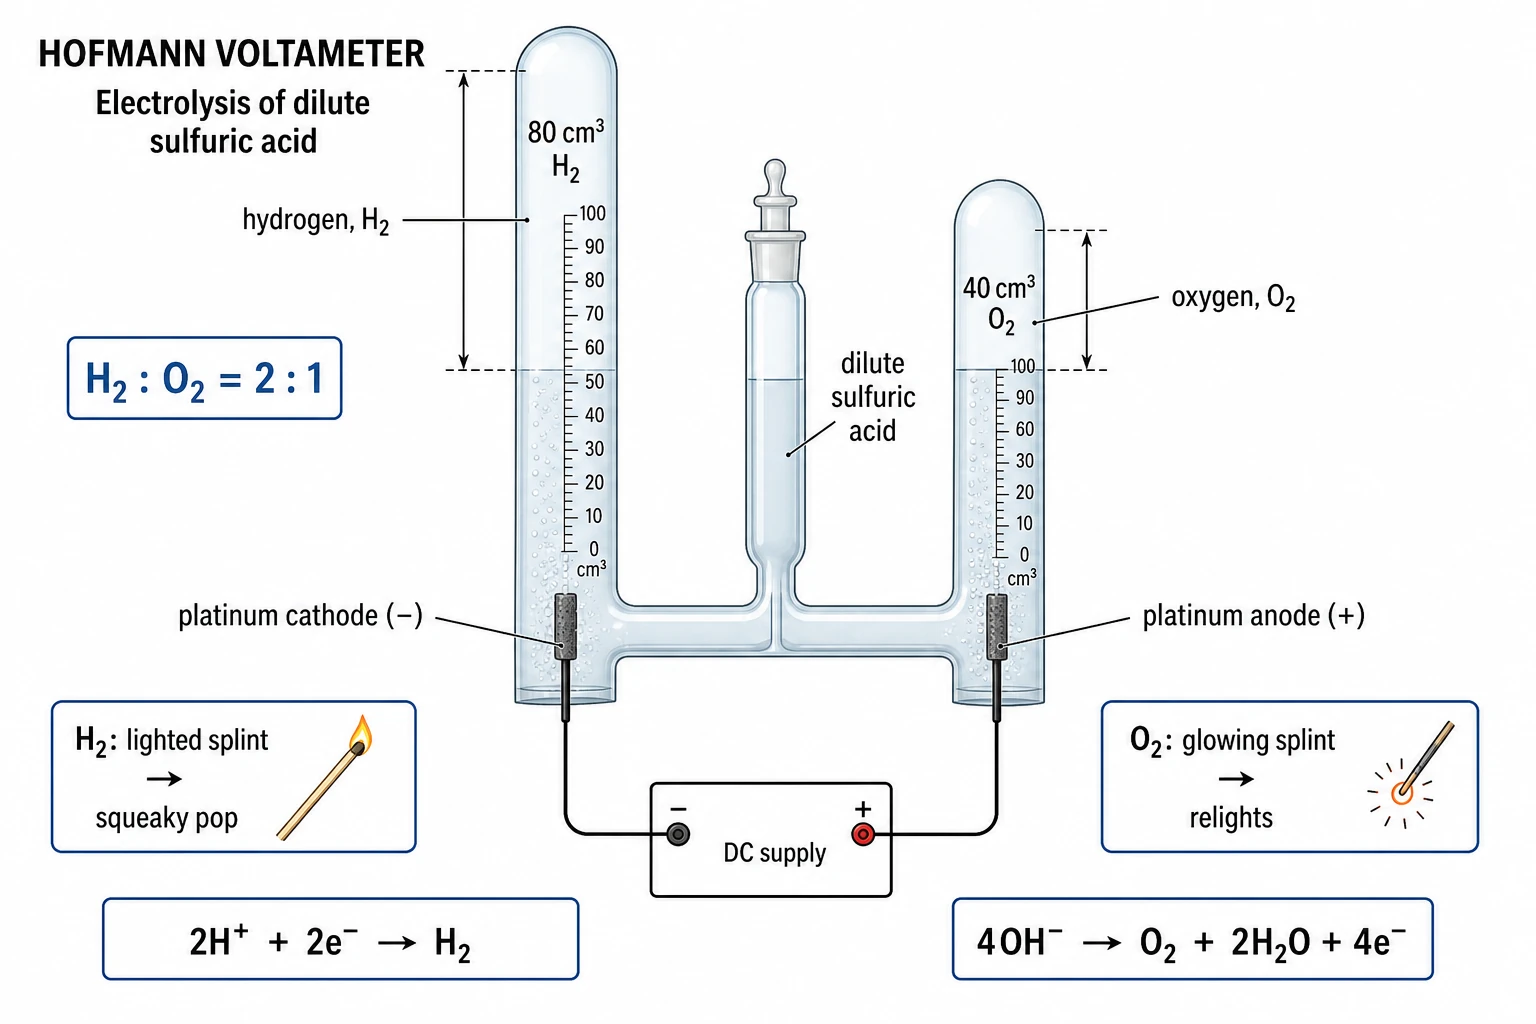 HOFMANN VOLTAMETER
Electrolysis of dilute
sulfuric acid
80 cm³
H₂
hydrogen, H₂
100
90
80
70
60
50
40
30
20
10
0
cm³
H₂ : O₂ = 2 : 1
dilute
sulfuric
acid
40 cm³
O₂
oxygen, O₂
100
90
60
30
20
10
0
cm³
platinum cathode (−)
platinum anode (+)
H₂: lighted splint
→
squeaky pop
O₂: glowing splint
→
relights
− +
DC supply
2H⁺ + 2e⁻ → H₂
4OH⁻ → O₂ + 2H₂O + 4e⁻